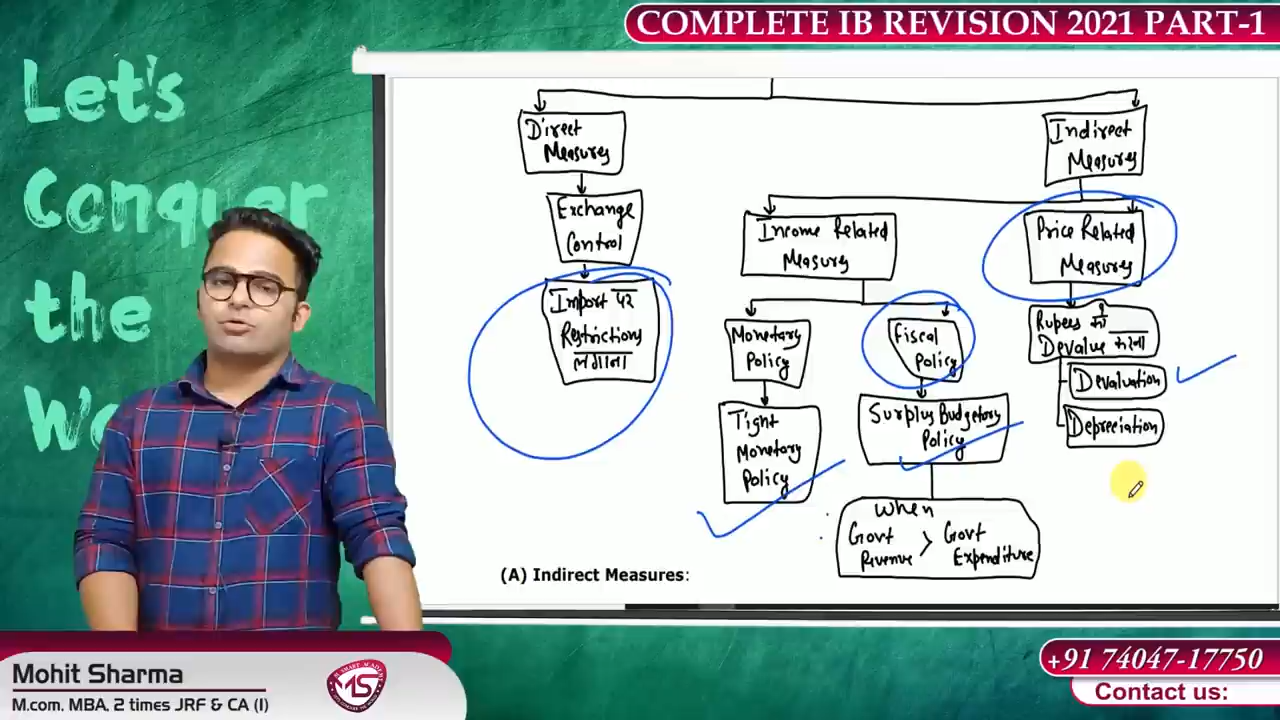 COMPLETE IB REVISION 2021 PART-1
Let's
Conquer
the
Direct
Measures
Indirect
Measures
Exchange
Control
Income Related
Measures
Price Related
Measures
Import पर
Restrictions
लगाना
Monetary
Policy
Fiscal
Policy
Rupees को
Devalue करना
Devaluation
Depreciation
Tight
Monetary
Policy
Surplus Budgetary
Policy
When
Govt Revenue > Govt Expenditure
(A) Indirect Measures:
Mohit Sharma
M.com. MBA, 2 times JRF & CA (I)
MS
+91 74047-17750
Contact us: